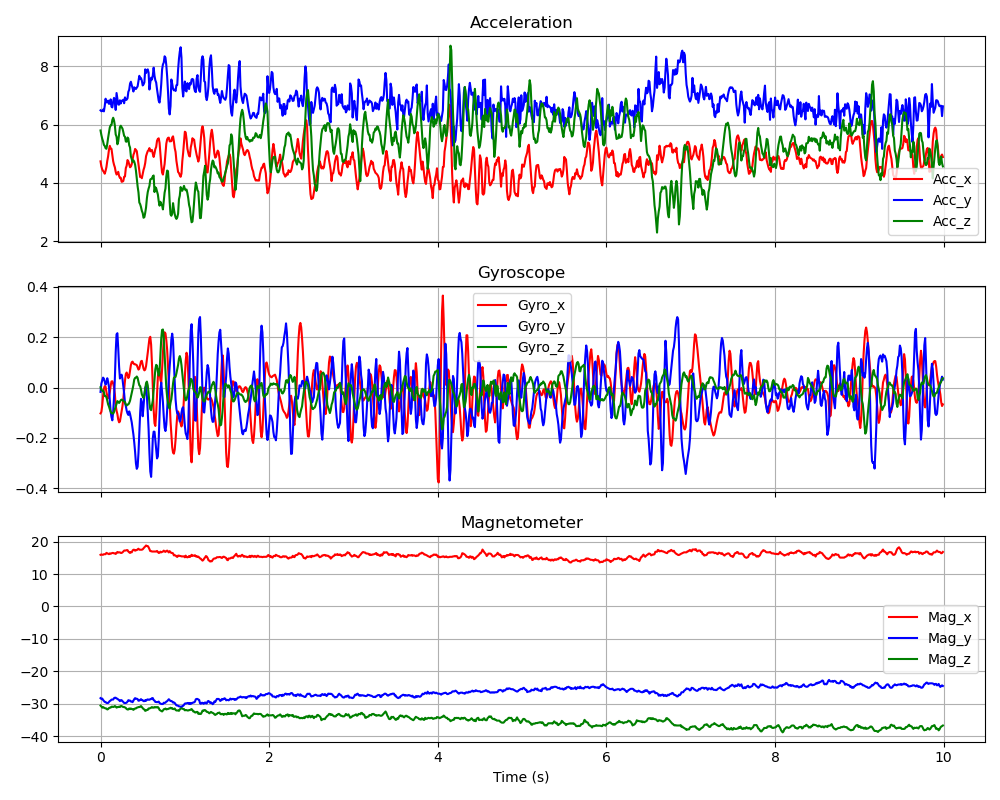 Acceleration
8
6
4
2
Acc_x
Acc_y
Acc_z
Gyroscope
0.4
0.2
0.0
−0.2
−0.4
Gyro_x
Gyro_y
Gyro_z
Magnetometer
20
10
0
−10
−20
−30
−40
Mag_x
Mag_y
Mag_z
0 2 4 6 8 10
Time (s)